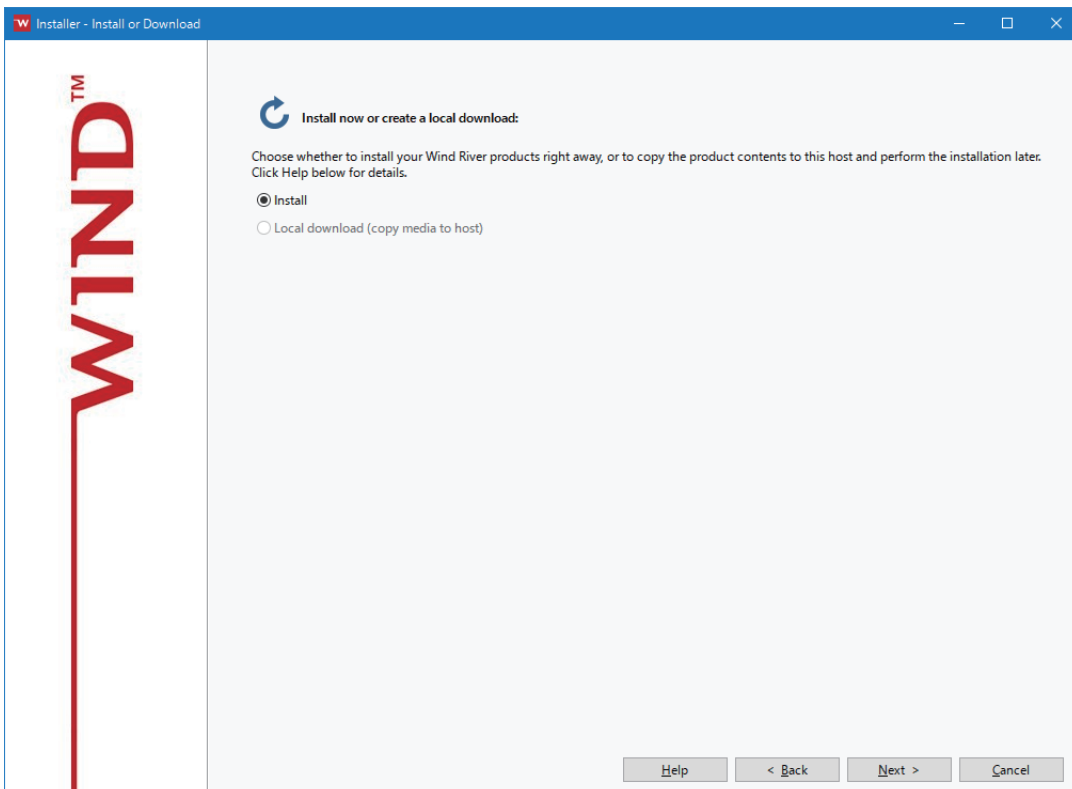 Installer - Install or Download
WIND™
Install now or create a local download:
Choose whether to install your Wind River products right away, or to copy the product contents to this host and perform the installation later.
Click Help below for details.
Install
Local download (copy media to host)
Help
< Back
Next >
Cancel